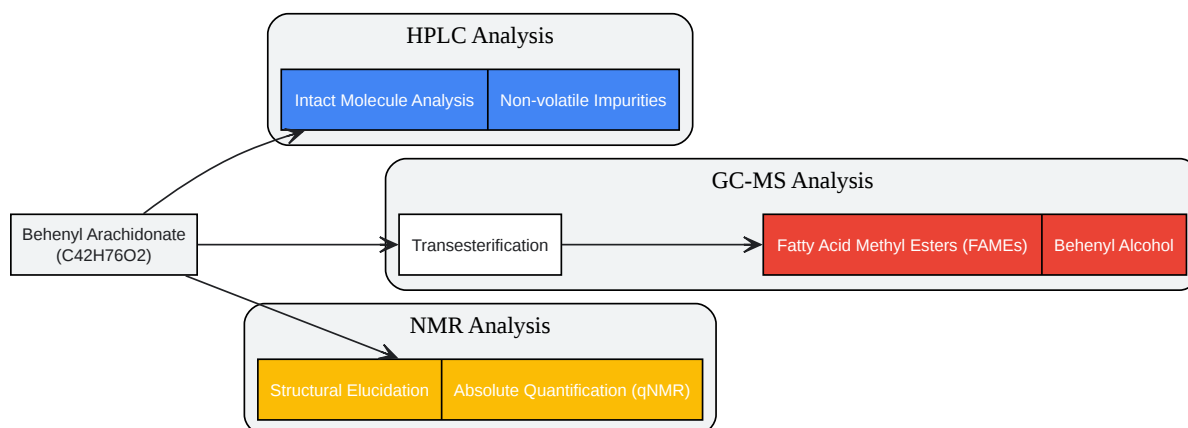 HPLC Analysis
Intact Molecule Analysis
Non-volatile Impurities
GC-MS Analysis
Behenyl Arachidonate
(C42H76O2)
Transesterification
Fatty Acid Methyl Esters (FAMEs)
Behenyl Alcohol
NMR Analysis
Structural Elucidation
Absolute Quantification (qNMR)